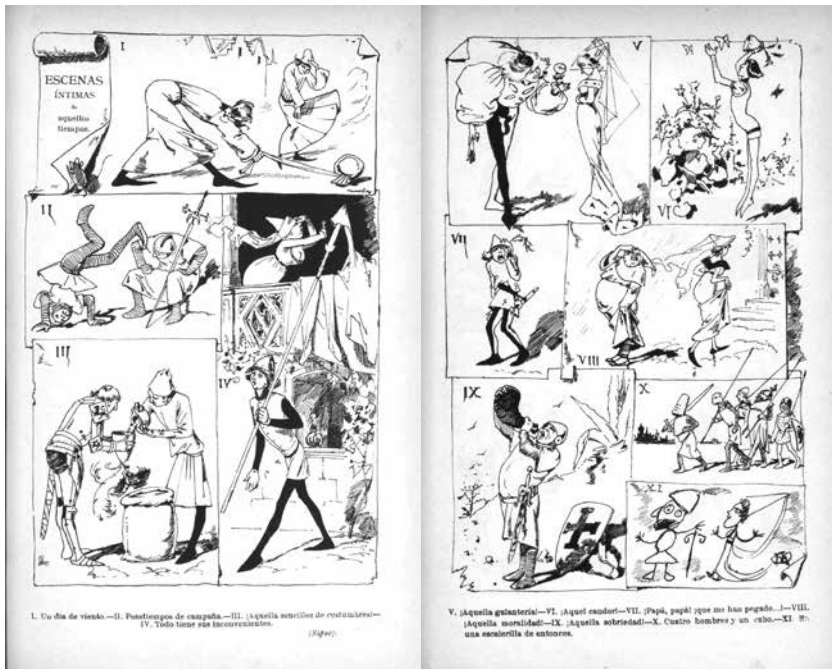 I
ESCENAS
ÍNTIMAS
de
aquellos
tiempos.
II
III
IV
I. Un día de viento.—II. Pasatiempos de campaña.—III. ¡Aquella sencillez de costumbres!—
IV. Todo tiene sus inconvenientes.
(Sigue).
V
VI
VII
VIII
IX
X
XI
V. ¡Aquella galantería!—VI. ¡Aquel candor!—VII. ¡Papá, papá! ¡que me han pegado...!—VIII.
¡Aquella moralidad!—IX. ¡Aquella sobriedad!—X. Cuatro hombres y un cabo.—XI. En
una escalerilla de entonces.